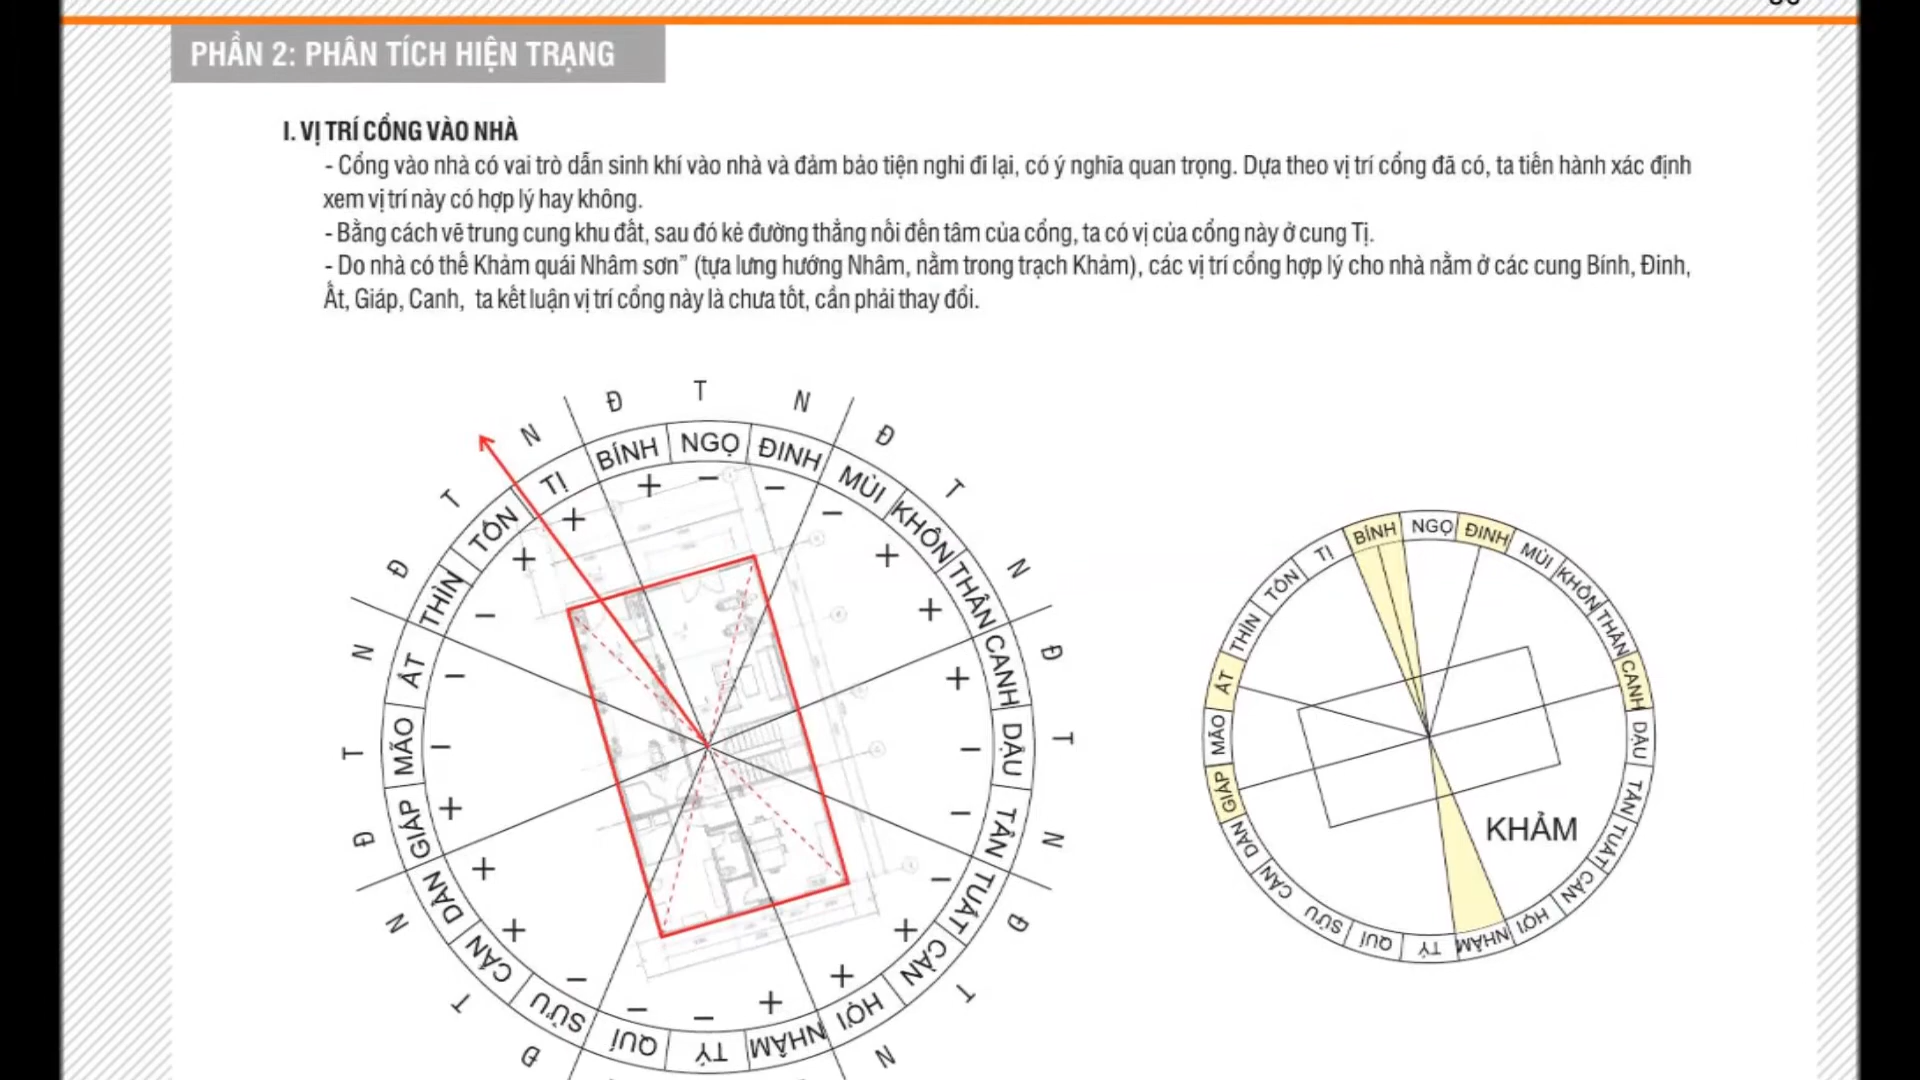 PHẦN 2: PHÂN TÍCH HIỆN TRẠNG
I. VỊ TRÍ CỔNG VÀO NHÀ
- Cổng vào nhà có vai trò dẫn sinh khí vào nhà và đảm bảo tiện nghi đi lại, có ý nghĩa quan trọng. Dựa theo vị trí cổng đã có, ta tiến hành xác định
xem vị trí này có hợp lý hay không.
- Bằng cách vẽ trung cung khu đất, sau đó kẻ đường thẳng nối đến tâm của cổng, ta có vị của cổng này ở cung Tị.
- Do nhà có thế Khảm quái Nhâm sơn” (tựa lưng hướng Nhâm, nằm trong trạch Khảm), các vị trí cổng hợp lý cho nhà nằm ở các cung Bính, Đinh,
Ất, Giáp, Canh, ta kết luận vị trí cổng này là chưa tốt, cần phải thay đổi.
N Đ T N Đ T N Đ T N Đ T N Đ T N Đ T N Đ T N
BÍNH
NGỌ
ĐINH
MÙI
KHÔN
THÂN
CANH
DẬU
TÂN
TUẤT
CÀN
HỢI
NHÂM
TÝ
QUÍ
SỬU
CẤN
DẦN
GIÁP
MÃO
ẤT
THÌN
TỐN
TỊ
+ − − − + + + − − − + + + − − − + + + − − − + +
BÍNH
NGỌ
ĐINH
MÙI
KHÔN
THÂN
CANH
DẬU
TÂN
TUẤT
CÀN
HỢI
NHÂM
TÝ
QUÍ
SỬU
CẤN
DẦN
GIÁP
MÃO
ẤT
THÌN
TỐN
TỊ
KHẢM